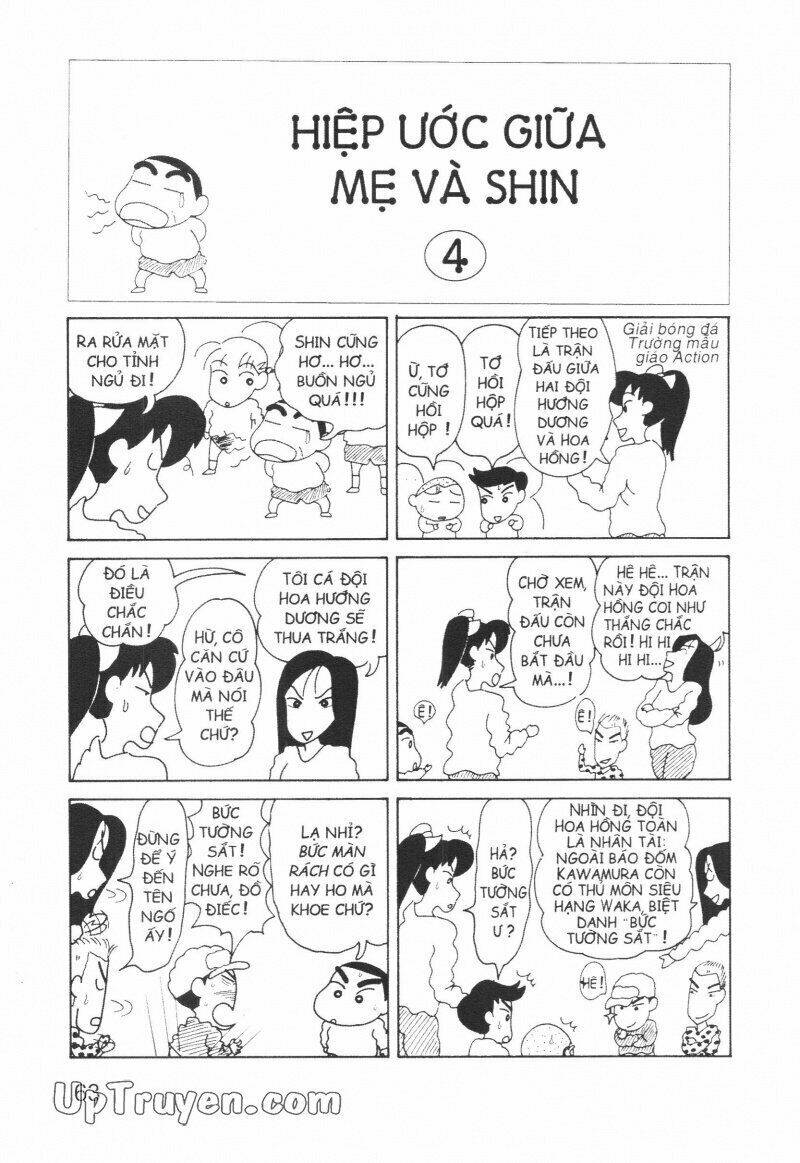 HIỆP ƯỚC GIỮA
MẸ VÀ SHIN
4
Giải bóng đá
Trường mẫu
giáo Action
TIẾP THEO
LÀ TRẬN
ĐẤU GIỮA
HAI ĐỘI
HƯỚNG
DƯƠNG
VÀ HOA
HỒNG!
TỚ
HỒI
HỘP
QUÁ!
Ừ, TỚ
CŨNG
HỒI
HỘP !
SHIN CŨNG
HƠ... HƠ...
BUỒN NGỦ
QUÁ!!!
RA RỬA MẶT
CHO TỈNH
NGỦ ĐI!
HÊ HÊ... TRẬN
NÀY ĐỘI HOA
HỒNG COI NHƯ
THẮNG CHẮC
RỒI! HI HI
HI HI...
CHỜ XEM,
TRẬN
ĐẤU CÒN
CHƯA
BẮT ĐẦU
MÀ...!
Ê!
Ê!
TÔI CÁ ĐỘI
HOA HƯỚNG
DƯƠNG SẼ
THUA TRẮNG!
HỪ, CÔ
CĂN CỨ
VÀO ĐÂU
MÀ NÓI
THẾ
CHỨ?
ĐÓ LÀ
ĐIỀU
CHẮC
CHẮN!
NHÌN ĐI, ĐỘI
HOA HỒNG TOÀN
LÀ NHÂN TÀI:
NGOÀI BÁO ĐỐM
KAWAMURA CÒN
CÓ THỦ MÔN SIÊU
HẠNG WAKA, BIỆT
DANH "BỨC
TƯỜNG SẮT" !
HẢ?
BỨC
TƯỜNG
SẮT
Ư?
HÊ!
LẠ NHỈ?
BỨC MÀN
RÁCH CÓ GÌ
HAY HO MÀ
KHOE CHỨ?
BỨC
TƯỜNG
SẮT!
NGHE RÕ
CHƯA, ĐỒ
ĐIẾC!
ĐỪNG
ĐỂ Ý
ĐẾN
TÊN
NGỐ
ẤY!
UpTruyen.com